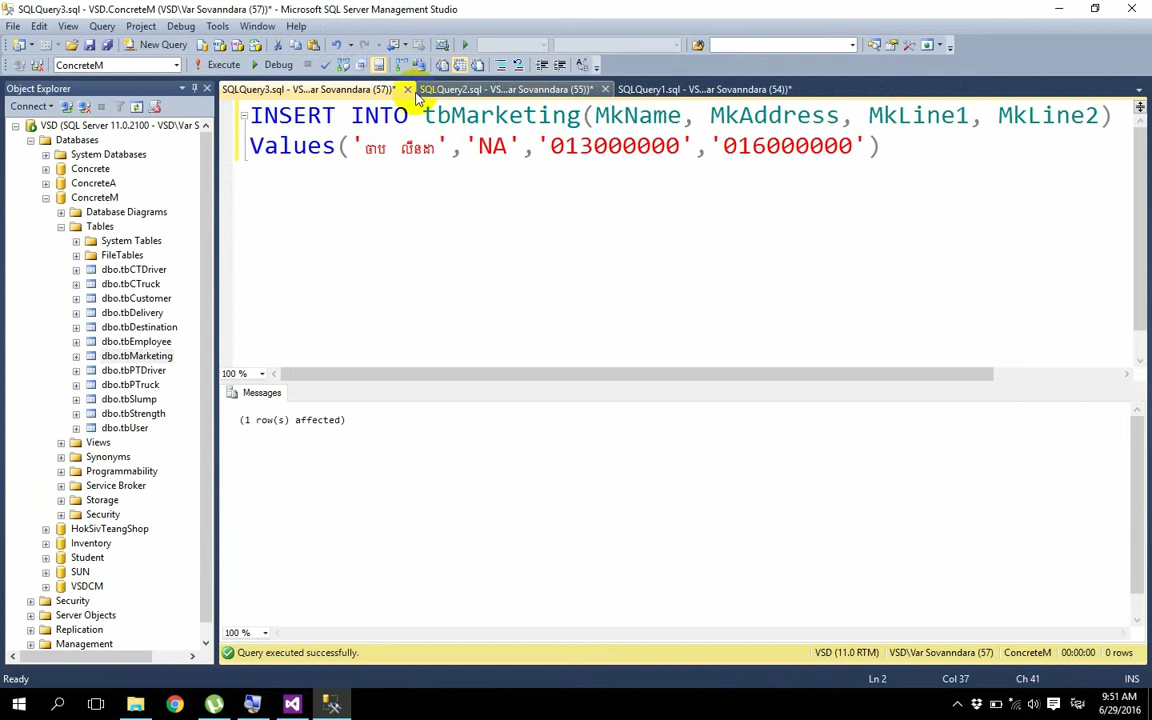 SQLQuery3.sql - VSD.ConcreteM (VSD\Var Sovanndara (57))* - Microsoft SQL Server Management Studio
File Edit View Query Project Debug Tools Window Help
New Query
ConcreteM Execute Debug
Object Explorer
SQLQuery3.sql - VS...ar Sovanndara (57))* SQLQuery2.sql - VS...ar Sovanndara (55))* SQLQuery1.sql - VS...ar Sovanndara (54))*
Connect
VSD (SQL Server 11.0.2100 - VSD\Var S
Databases
System Databases
Concrete
ConcreteA
ConcreteM
Database Diagrams
Tables
System Tables
FileTables
dbo.tbCTDriver
dbo.tbCTruck
dbo.tbCustomer
dbo.tbDelivery
dbo.tbDestination
dbo.tbEmployee
dbo.tbMarketing
dbo.tbPTDriver
dbo.tbPTruck
dbo.tbSlump
dbo.tbStrength
dbo.tbUser
Views
Synonyms
Programmability
Service Broker
Storage
Security
HokSivTeangShop
Inventory
Student
SUN
VSDCM
Security
Server Objects
Replication
Management
INSERT INTO tbMarketing(MkName, MkAddress, MkLine1, MkLine2)
Values('ចាប លីនដា','NA','013000000','016000000')
100 %
Messages
(1 row(s) affected)
100 %
Query executed successfully. VSD (11.0 RTM) VSD\Var Sovanndara (57) ConcreteM 00:00:00 0 rows
Ready Ln 2 Col 37 Ch 41 INS
9:51 AM
6/29/2016